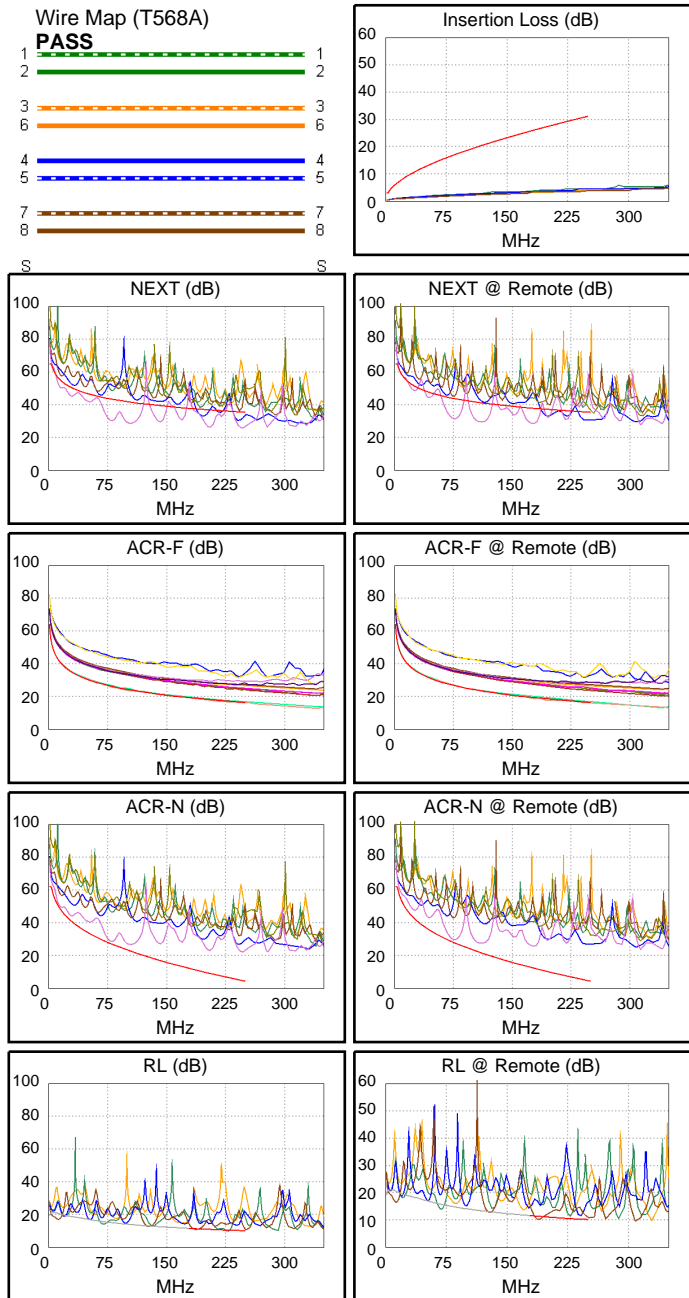 Wire Map (T568A)
PASS
1 1
2 2
3 3
6 6
4 4
5 5
7 7
8 8
S S
Insertion Loss (dB)
60
50
40
30
20
10
0
0 75 150 225 300
MHz
NEXT (dB)
100
80
60
40
20
0
0 75 150 225 300
MHz
NEXT @ Remote (dB)
100
80
60
40
20
0
0 75 150 225 300
MHz
ACR-F (dB)
100
80
60
40
20
0
0 75 150 225 300
MHz
ACR-F @ Remote (dB)
100
80
60
40
20
0
0 75 150 225 300
MHz
ACR-N (dB)
100
80
60
40
20
0
0 75 150 225 300
MHz
ACR-N @ Remote (dB)
100
80
60
40
20
0
0 75 150 225 300
MHz
RL (dB)
100
80
60
40
20
0
0 75 150 225 300
MHz
RL @ Remote (dB)
60
50
40
30
20
10
0
0 75 150 225 300
MHz